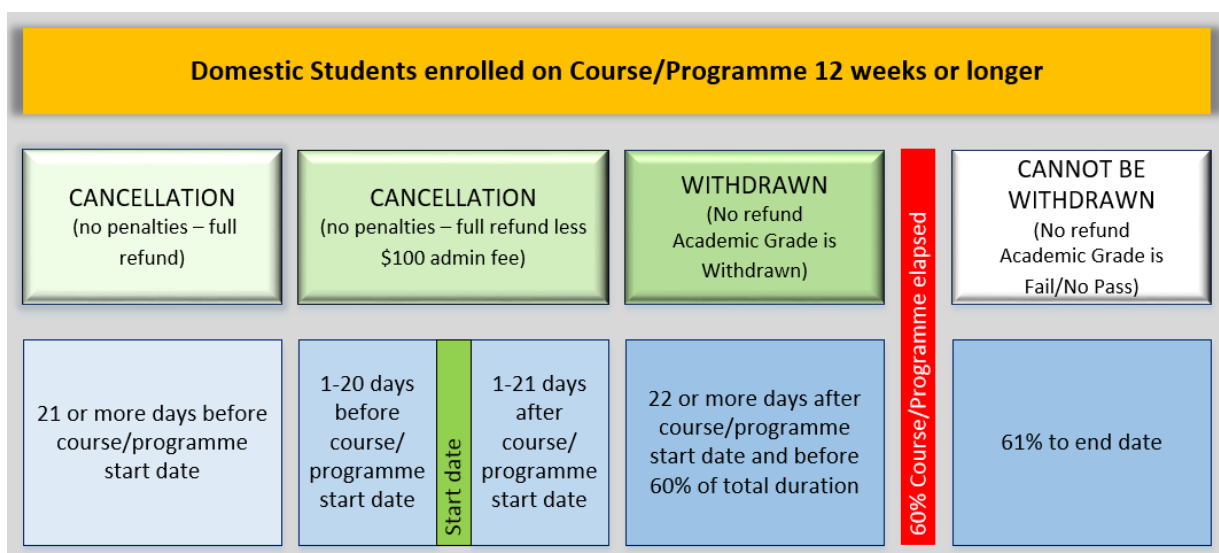 Domestic Students enrolled on Course/Programme 12 weeks or longer
CANCELLATION
(no penalties – full
refund)
CANCELLATION
(no penalties – full refund less
$100 admin fee)
WITHDRAWN
(No refund
Academic Grade is
Withdrawn)
60% Course/Programme elapsed
CANNOT BE
WITHDRAWN
(No refund
Academic Grade is
Fail/No Pass)
21 or more days before
course/programme
start date
1-20 days
before
course/
programme
start date
Start date
1-21 days
after
course/
programme
start date
22 or more days after
course/programme
start date and before
60% of total duration
61% to end date